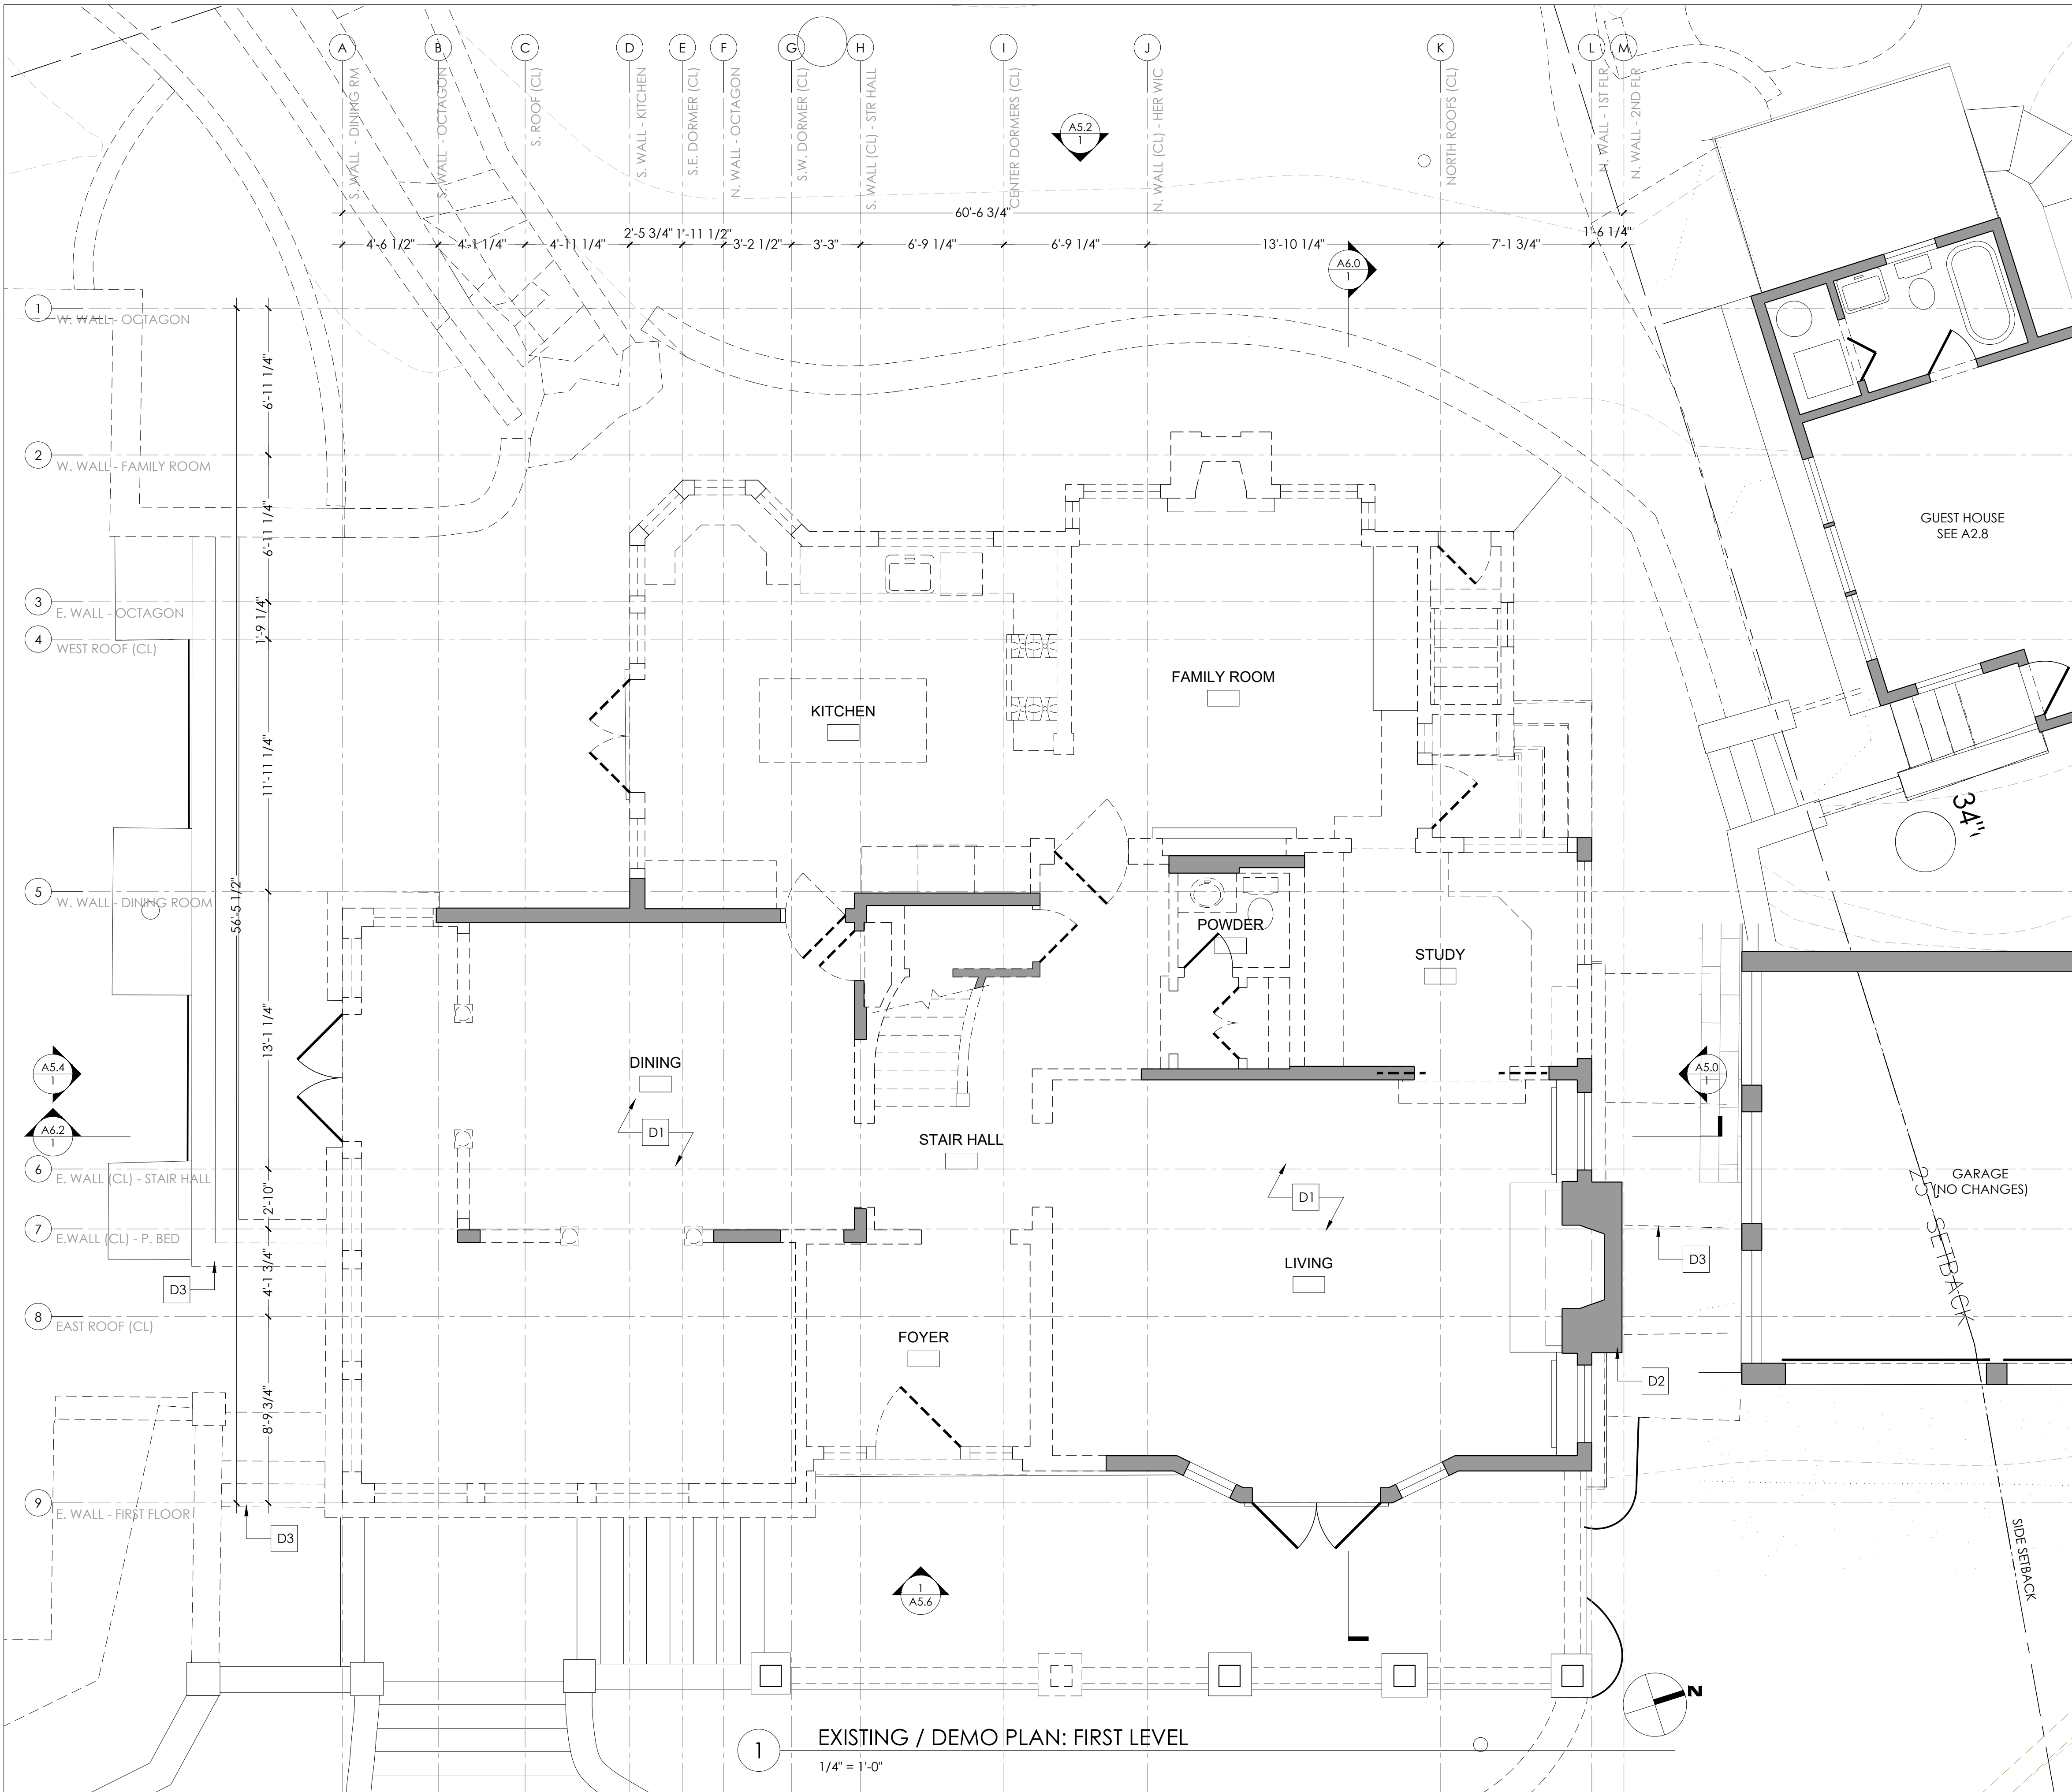 A
B
C
D
E
F
G
H
I
J
K
L
M
S. WALL - DINING RM
S. WALL - OCTAGON
S. ROOF (CL)
S. WALL - KITCHEN
S.E. DORMER (CL)
N. WALL - OCTAGON
S.W. DORMER (CL)
S. WALL (CL) - STR HALL
CENTER DORMERS (CL)
N. WALL (CL) - HER WIC
NORTH ROOFS (CL)
N. WALL - 1ST FLR
N. WALL - 2ND FLR
A5.2
1
60'-6 3/4"
4'-6 1/2"
4'-1 1/4"
4'-11 1/4"
2'-5 3/4"
1'-11 1/2"
3'-2 1/2"
3'-3"
6'-9 1/4"
6'-9 1/4"
13'-10 1/4"
7'-1 3/4"
1'-6 1/4"
A6.0
1
1
W. WALL - OCTAGON
6'-11 1/4"
2
W. WALL - FAMILY ROOM
6'-11 1/4"
GUEST HOUSE
SEE A2.8
3
E. WALL - OCTAGON
1'-9 1/4"
4
WEST ROOF (CL)
FAMILY ROOM
KITCHEN
11'-11 1/4"
34"
5
W. WALL - DINING ROOM
56'-5 1/2"
POWDER
STUDY
13'-1 1/4"
DINING
A5.4
1
A5.0
1
A6.2
1
D1
STAIR HALL
6
E. WALL (CL) - STAIR HALL
GARAGE
(NO CHANGES)
D1
2'-10"
25' SETBACK
7
E.WALL (CL) - P. BED
D3
LIVING
D3
4'-1 3/4"
8
EAST ROOF (CL)
FOYER
D2
8'-9 3/4"
9
E. WALL - FIRST FLOOR
D3
SIDE SETBACK
1
A5.6
N
1
EXISTING / DEMO PLAN: FIRST LEVEL
1/4" = 1'-0"